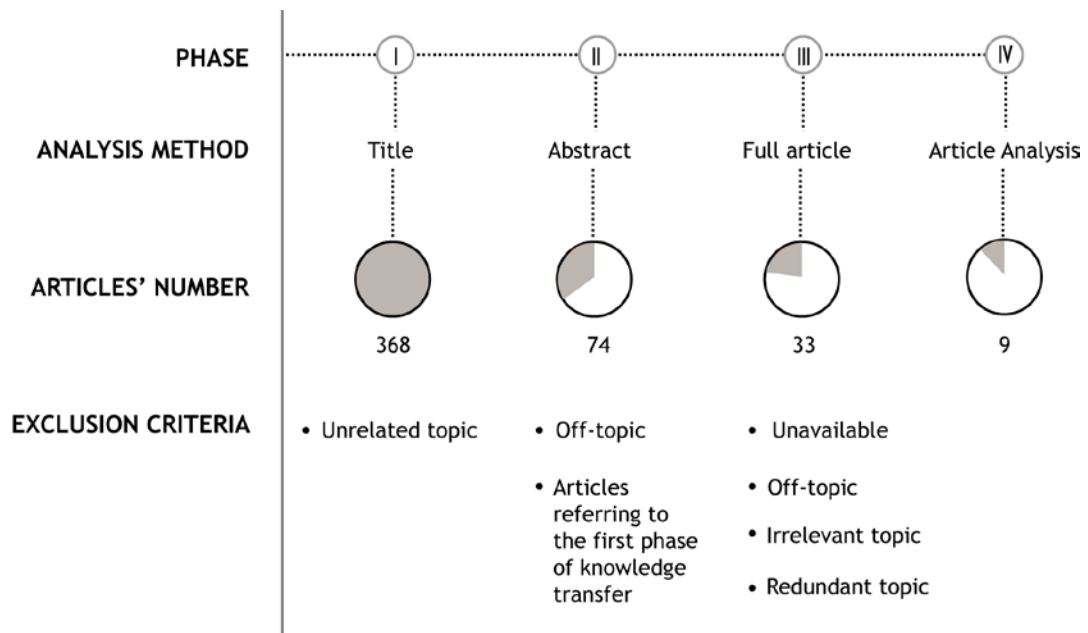 PHASE
I
II
III
IV
ANALYSIS METHOD
Title
Abstract
Full article
Article Analysis
ARTICLES’ NUMBER
368
74
33
9
EXCLUSION CRITERIA
• Unrelated topic
• Off-topic
• Articles
referring to
the first phase
of knowledge
transfer
• Unavailable
• Off-topic
• Irrelevant topic
• Redundant topic